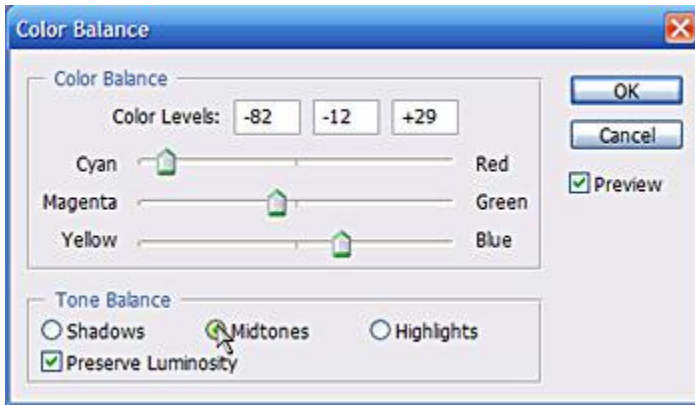 Color Balance
Color Balance
Color Levels: -82 -12 +29
Cyan Red
Magenta Green
Yellow Blue
OK
Cancel
Preview
Tone Balance
Shadows Midtones Highlights
Preserve Luminosity